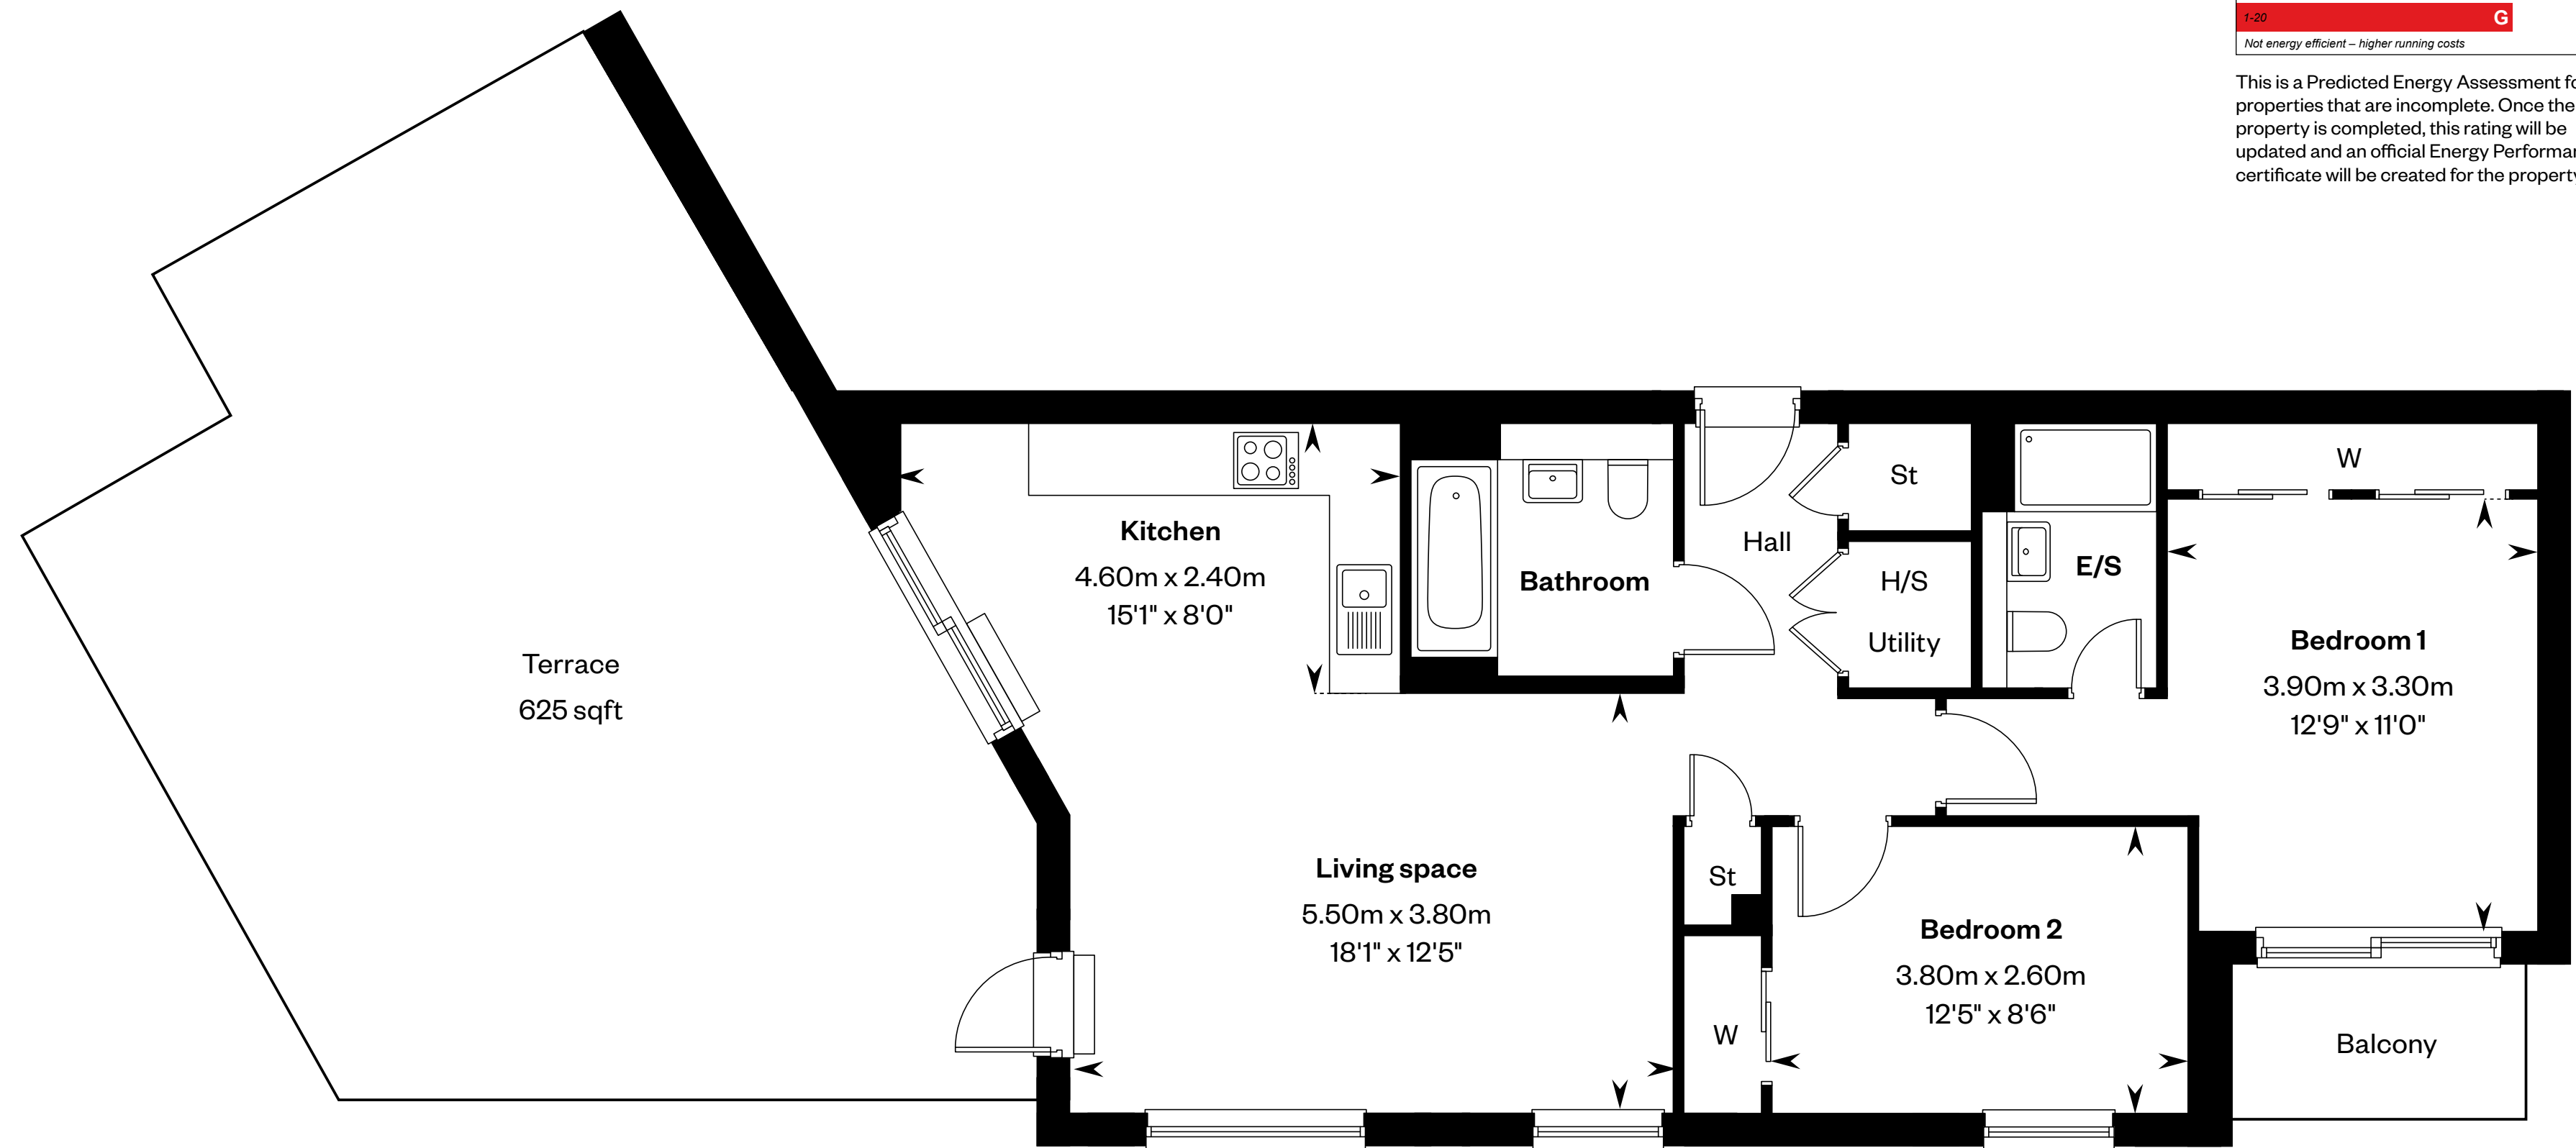 1-20 G
Not energy efficient – higher running costs
This is a Predicted Energy Assessment fo
properties that are incomplete. Once the
property is completed, this rating will be
updated and an official Energy Performan
certificate will be created for the property
Terrace
625 sqft
Kitchen
4.60m x 2.40m
15'1" x 8'0"
Bathroom
Hall
St
H/S
Utility
E/S
W
Bedroom 1
3.90m x 3.30m
12'9" x 11'0"
Living space
5.50m x 3.80m
18'1" x 12'5"
St
W
Bedroom 2
3.80m x 2.60m
12'5" x 8'6"
Balcony